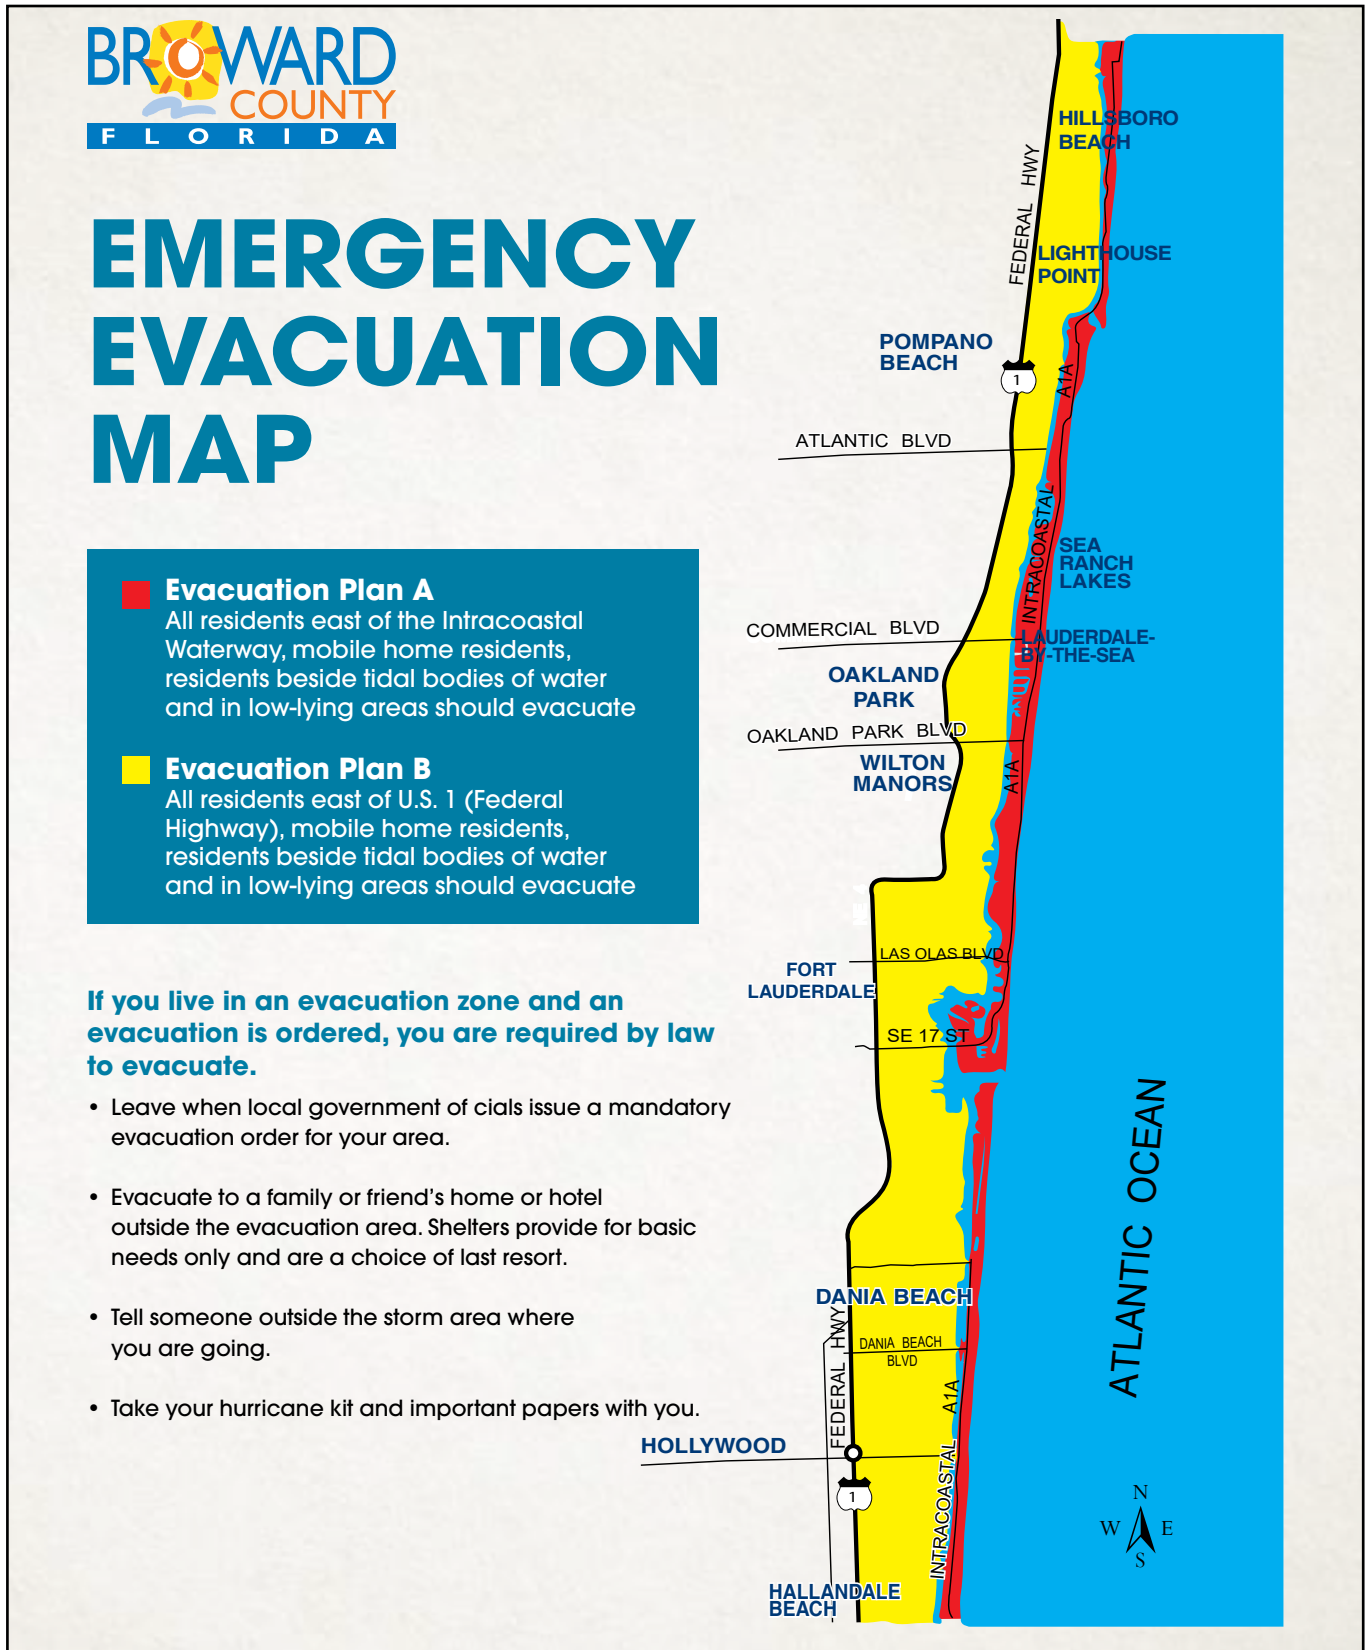 BROWARD
COUNTY
FLORIDA
EMERGENCY
EVACUATION
MAP
Evacuation Plan A
All residents east of the Intracoastal
Waterway, mobile home residents,
residents beside tidal bodies of water
and in low-lying areas should evacuate
Evacuation Plan B
All residents east of U.S. 1 (Federal
Highway), mobile home residents,
residents beside tidal bodies of water
and in low-lying areas should evacuate
If you live in an evacuation zone and an
evacuation is ordered, you are required by law
to evacuate.
• Leave when local government of cials issue a mandatory
evacuation order for your area.
• Evacuate to a family or friend's home or hotel
outside the evacuation area. Shelters provide for basic
needs only and are a choice of last resort.
• Tell someone outside the storm area where
you are going.
• Take your hurricane kit and important papers with you.
HILLSBORO
BEACH
FEDERAL HWY
LIGHTHOUSE
POINT
POMPANO
BEACH
1
A1A
ATLANTIC BLVD
INTRACOASTAL
SEA
RANCH
LAKES
COMMERCIAL BLVD
LAUDERDALE-
BY-THE-SEA
OAKLAND
PARK
OAKLAND PARK BLVD
WILTON
MANORS
A1A
LAS OLAS BLVD
FORT
LAUDERDALE
SE 17 ST
ATLANTIC OCEAN
DANIA BEACH
FEDERAL HWY
DANIA BEACH
BLVD
A1A
HOLLYWOOD
INTRACOASTAL
1
N
W E
S
HALLANDALE
BEACH